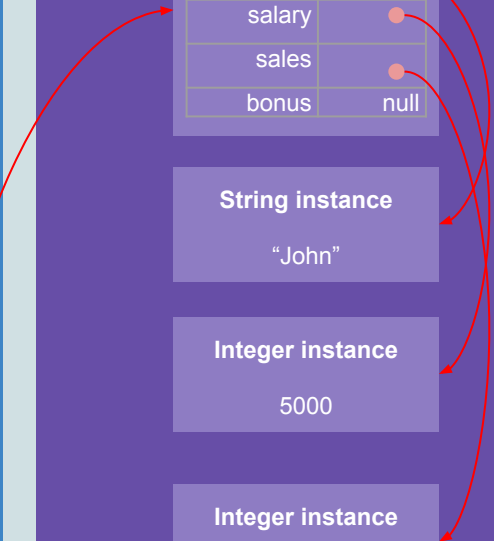 salary
sales
bonus null
String instance
“John”
Integer instance
5000
Integer instance